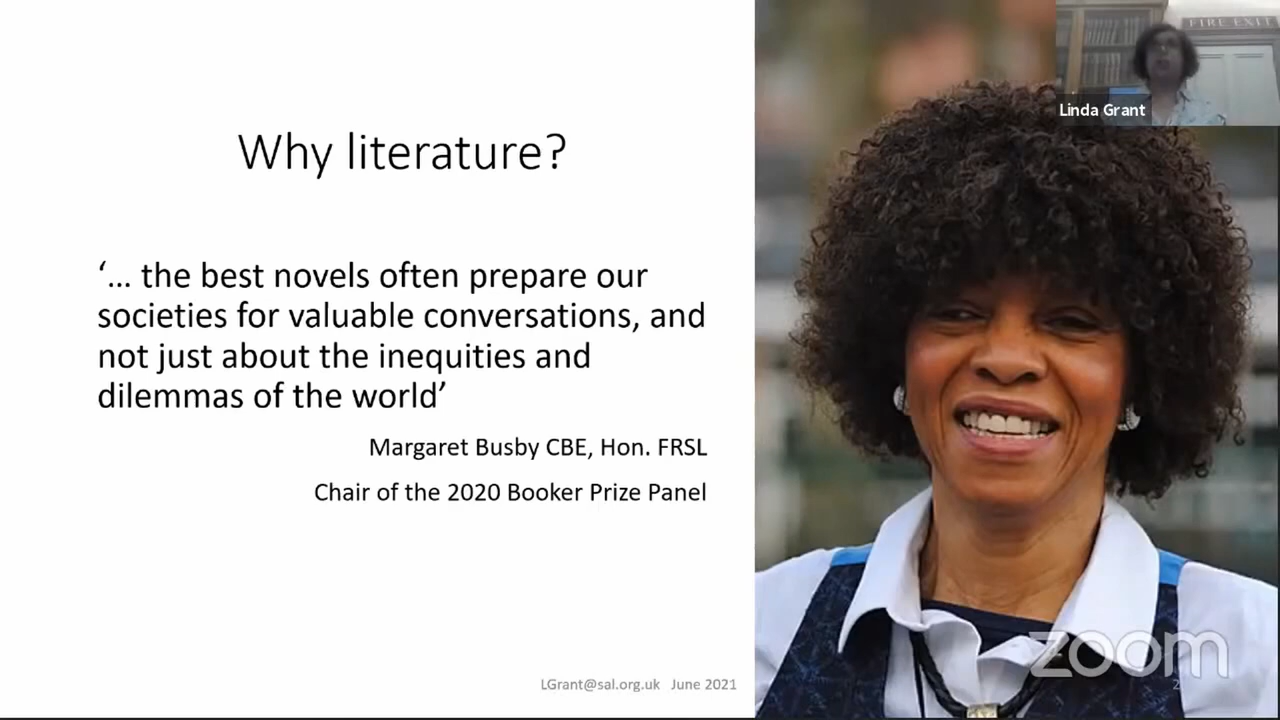 FIRE EXIT
Linda Grant
Why literature?
‘... the best novels often prepare our
societies for valuable conversations, and
not just about the inequities and
dilemmas of the world’
Margaret Busby CBE, Hon. FRSL
Chair of the 2020 Booker Prize Panel
LGrant@sal.org.uk June 2021
zoom
2